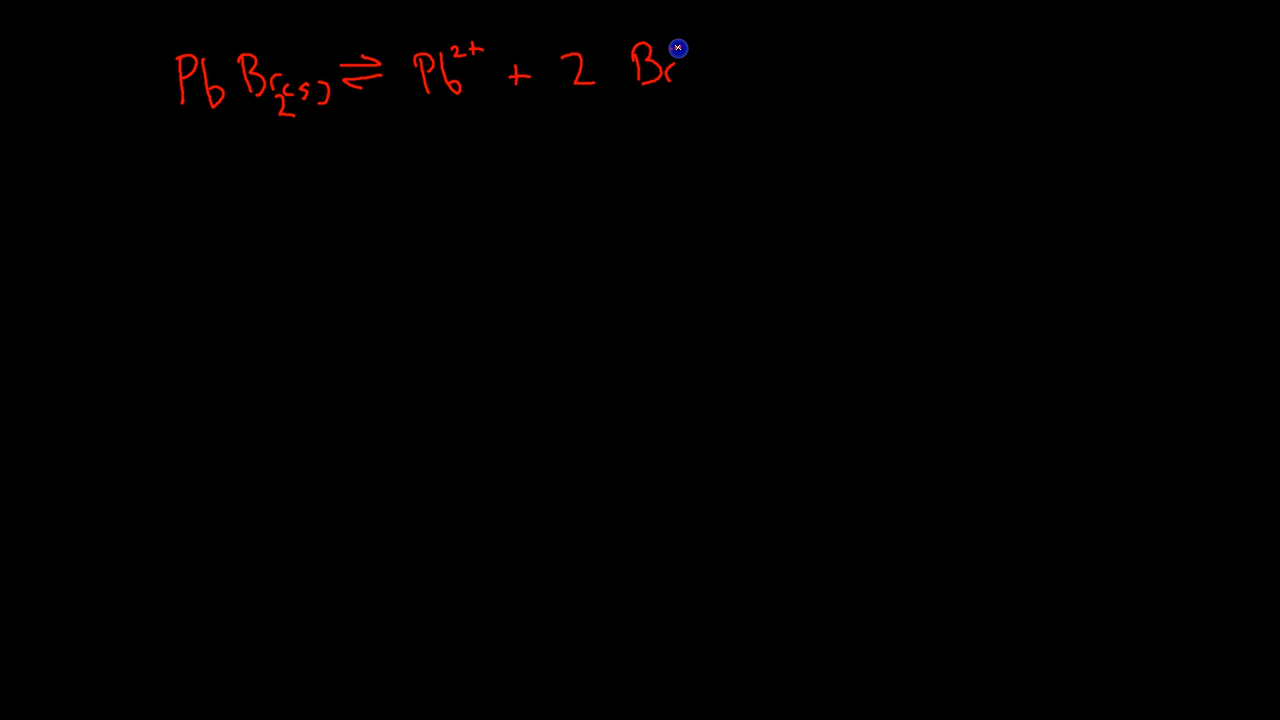 PbBr₂(s) ⇌ Pb²⁺ + 2 Br